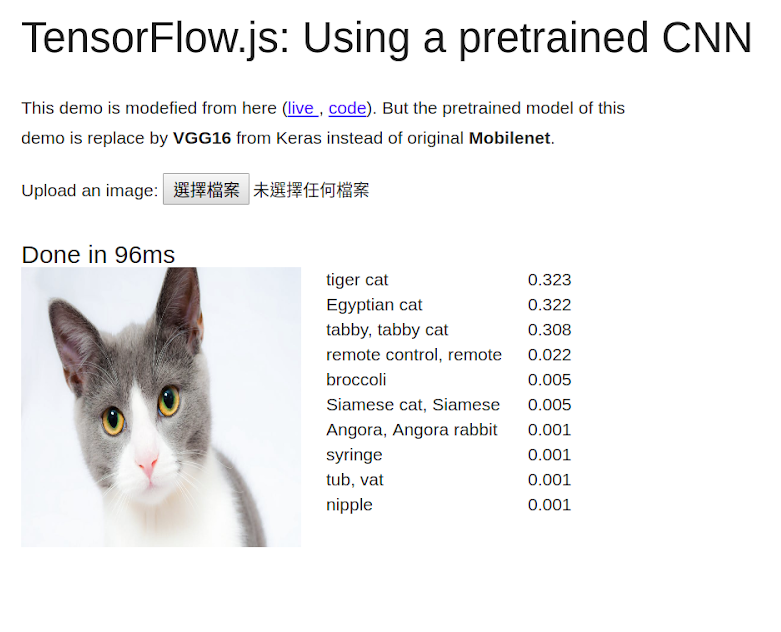 TensorFlow.js: Using a pretrained CNN
This demo is modefied from here (live , code). But the pretrained model of this
demo is replace by VGG16 from Keras instead of original Mobilenet.
Upload an image: 選擇檔案 未選擇任何檔案
Done in 96ms
tiger cat 0.323
Egyptian cat 0.322
tabby, tabby cat 0.308
remote control, remote 0.022
broccoli 0.005
Siamese cat, Siamese 0.005
Angora, Angora rabbit 0.001
syringe 0.001
tub, vat 0.001
nipple 0.001